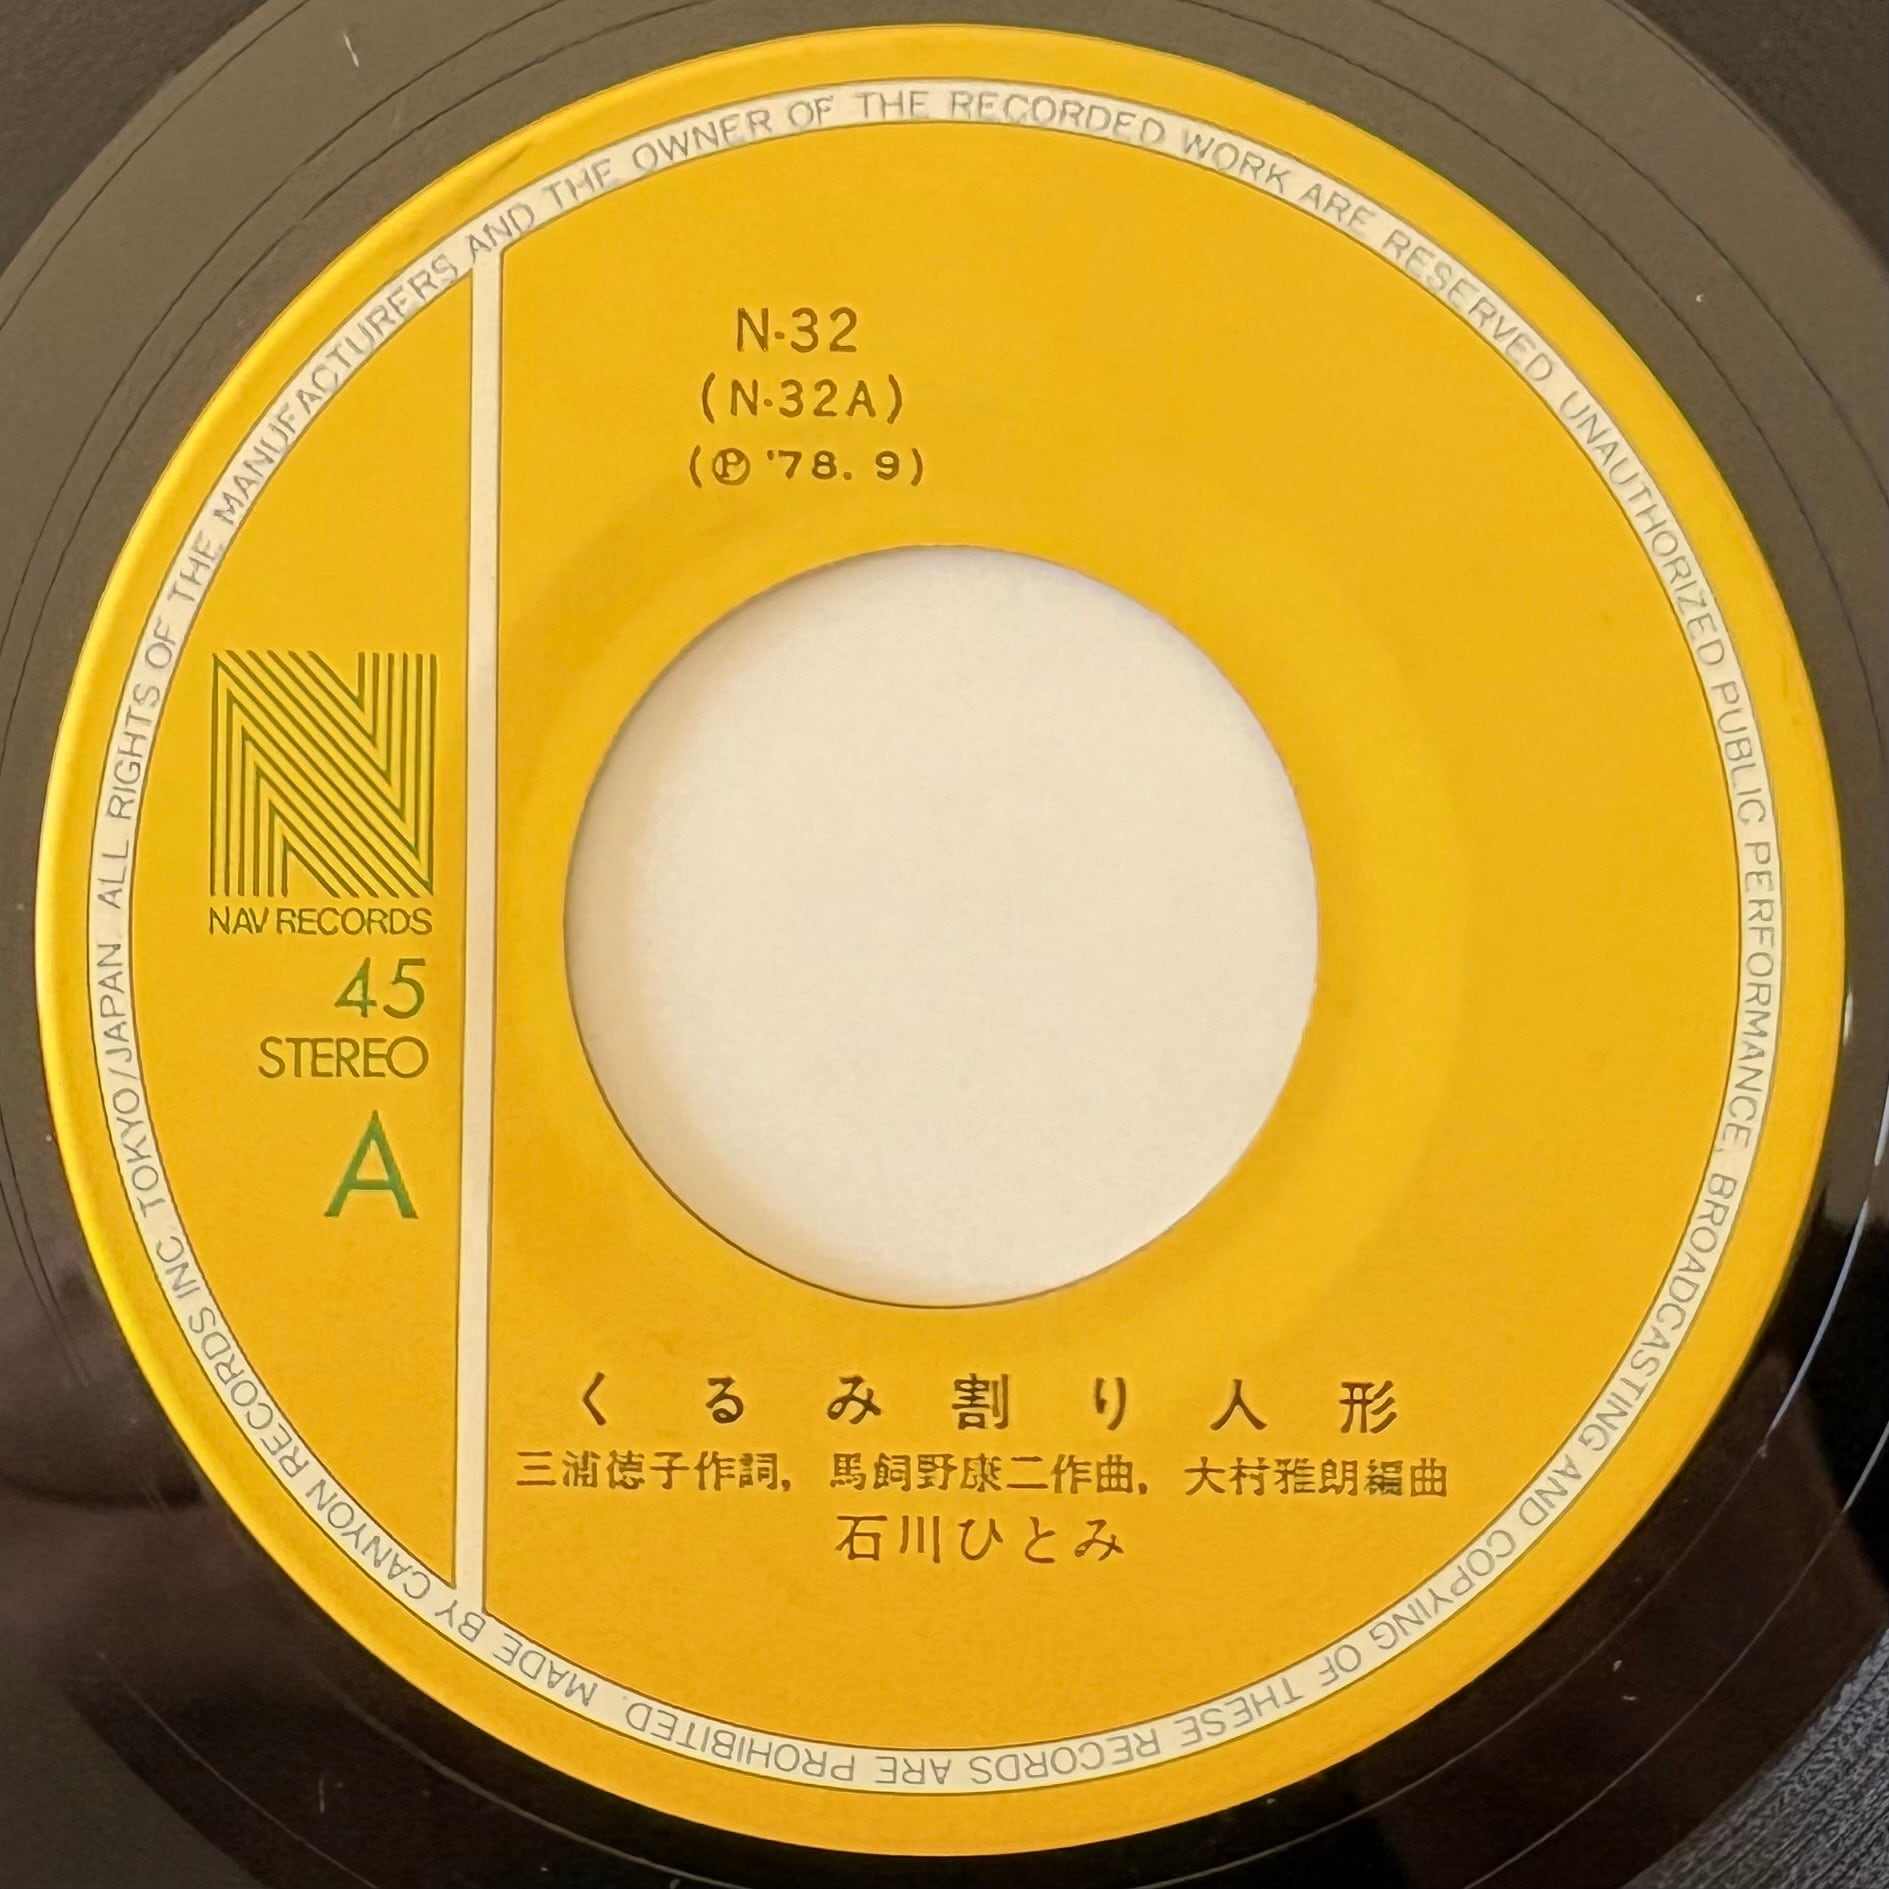 N-32
(N-32A)
(Ⓟ '78. 9)
NAV RECORDS
45
STEREO
A
くるみ割り人形
三浦徳子作詞, 馬飼野康二作曲, 大村雅朗編曲
石川ひとみ
ALL RIGHTS OF THE MANUFACTURERS AND THE OWNER OF THE RECORDED WORK ARE RESERVED UNAUTHORIZED PUBLIC PERFORMANCE, BROADCASTING AND COPYING OF THESE RECORDS ARE PROHIBITED. MADE BY CANYON RECORDS INC. TOKYO/JAPAN.